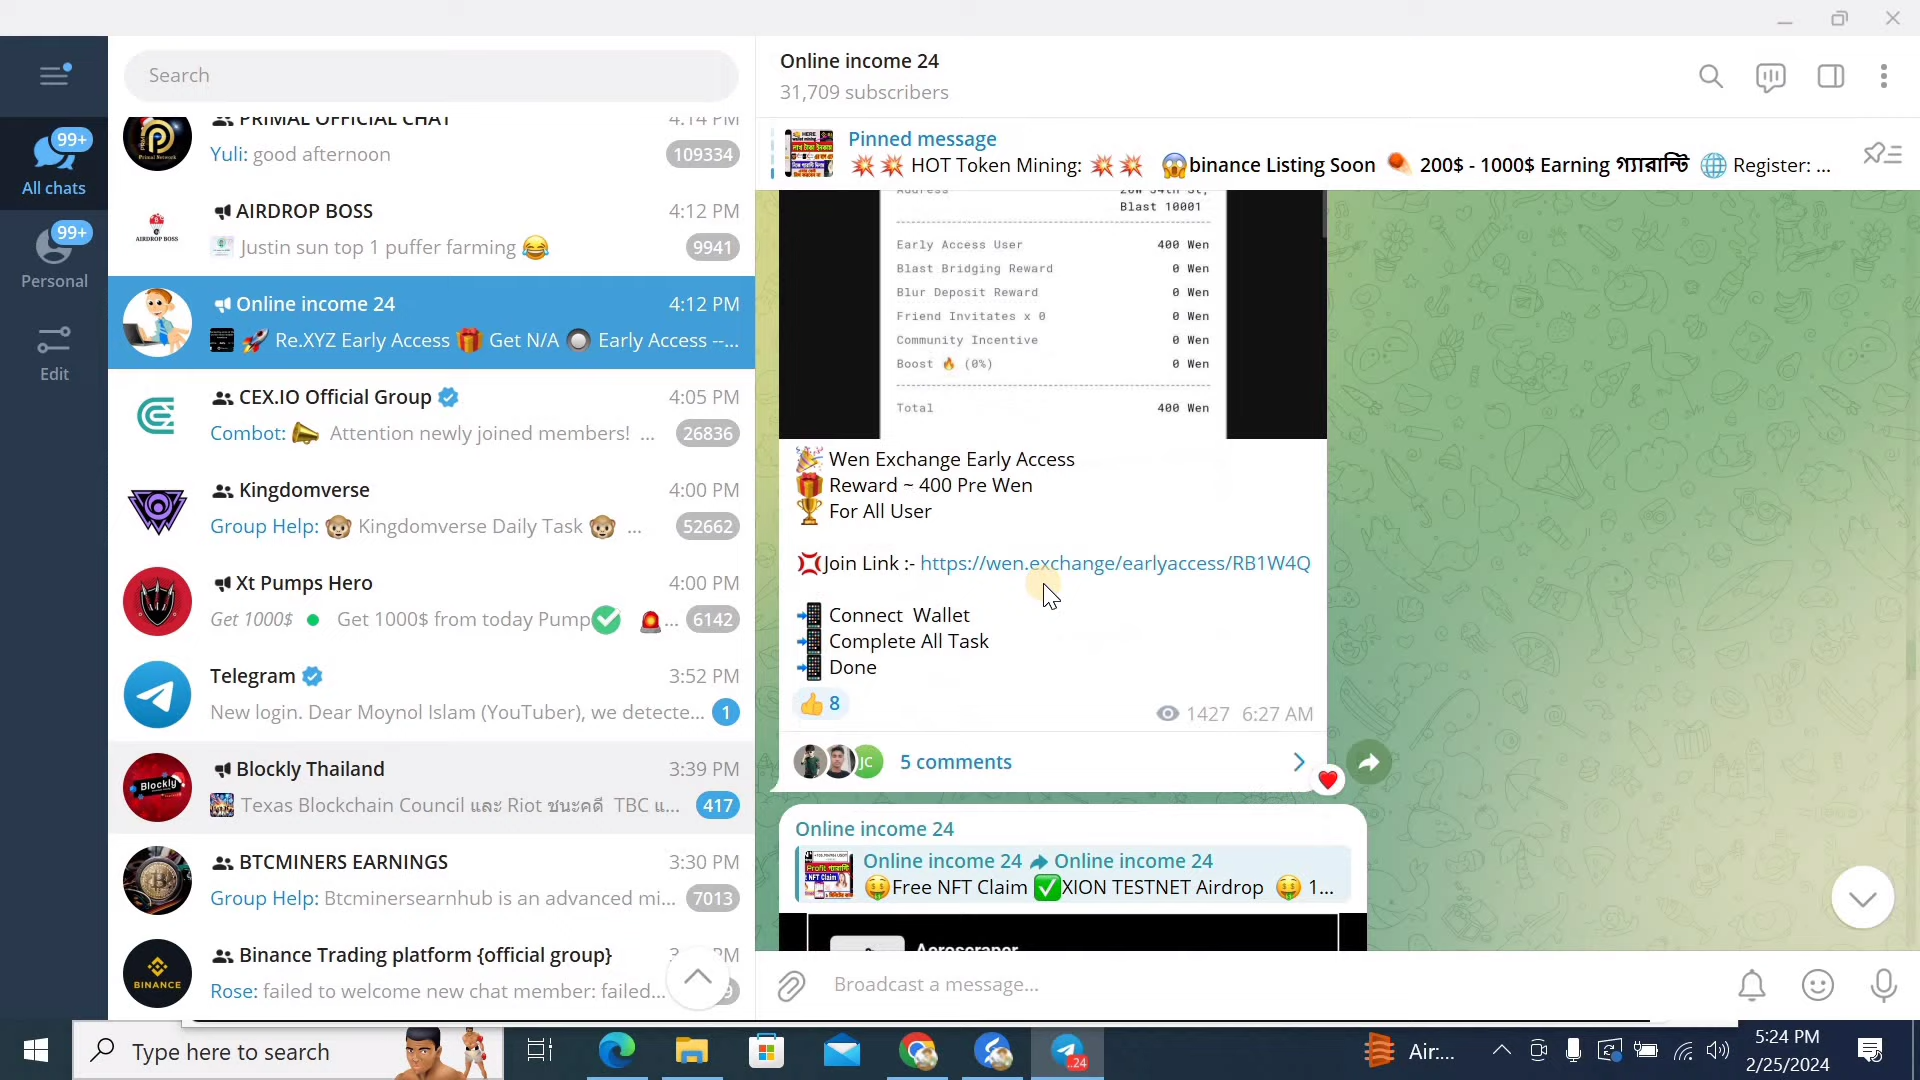 Search
99+
All chats
99+
Personal
Edit
PRIMAL OFFICIAL CHAT
4:14 PM
Yuli: good afternoon
109334
AIRDROP BOSS
4:12 PM
Justin sun top 1 puffer farming 😂
9941
Online income 24
4:12 PM
🚀 Re.XYZ Early Access 🎁 Get N/A 🔘 Early Access --...
CEX.IO Official Group
4:05 PM
Combot: 📣 Attention newly joined members! ...
26836
Kingdomverse
4:00 PM
Group Help: 🐵 Kingdomverse Daily Task 🐵 ...
52662
Xt Pumps Hero
4:00 PM
Get 1000$ 🟢 Get 1000$ from today Pump✅ 🚨...
6142
Telegram
3:52 PM
New login. Dear Moynol Islam (YouTuber), we detecte...
1
Blockly Thailand
3:39 PM
Texas Blockchain Council และ Riot ชนะคดี TBC แ...
417
BTCMINERS EARNINGS
3:30 PM
Group Help: Btcminersearnhub is an advanced mi...
7013
Binance Trading platform {official group}
Rose: failed to welcome new chat member: failed...
Online income 24
31,709 subscribers
Pinned message
💥💥 HOT Token Mining: 💥💥 😱binance Listing Soon 200$ - 1000$ Earning গ্যারান্টি 🌐 Register: ...
Address
20W 34th St,
Blast 10001
Early Access User 400 Wen
Blast Bridging Reward 0 Wen
Blur Deposit Reward 0 Wen
Friend Invitates x 0 0 Wen
Community Incentive 0 Wen
Boost 🔥 (0%) 0 Wen
Total 400 Wen
🎉 Wen Exchange Early Access
🎁 Reward ~ 400 Pre Wen
🏆 For All User
💢Join Link :- https://wen.exchange/earlyaccess/RB1W4Q
📲 Connect Wallet
📲 Complete All Task
📲 Done
👍 8
1427 6:27 AM
JC
5 comments
Online income 24
Online income 24 Online income 24
🤑Free NFT Claim ✅XION TESTNET Airdrop 🤑 1...
Aeroscraper
Broadcast a message...
Type here to search
BINANCE
..24
Air:...
5:24 PM
2/25/2024